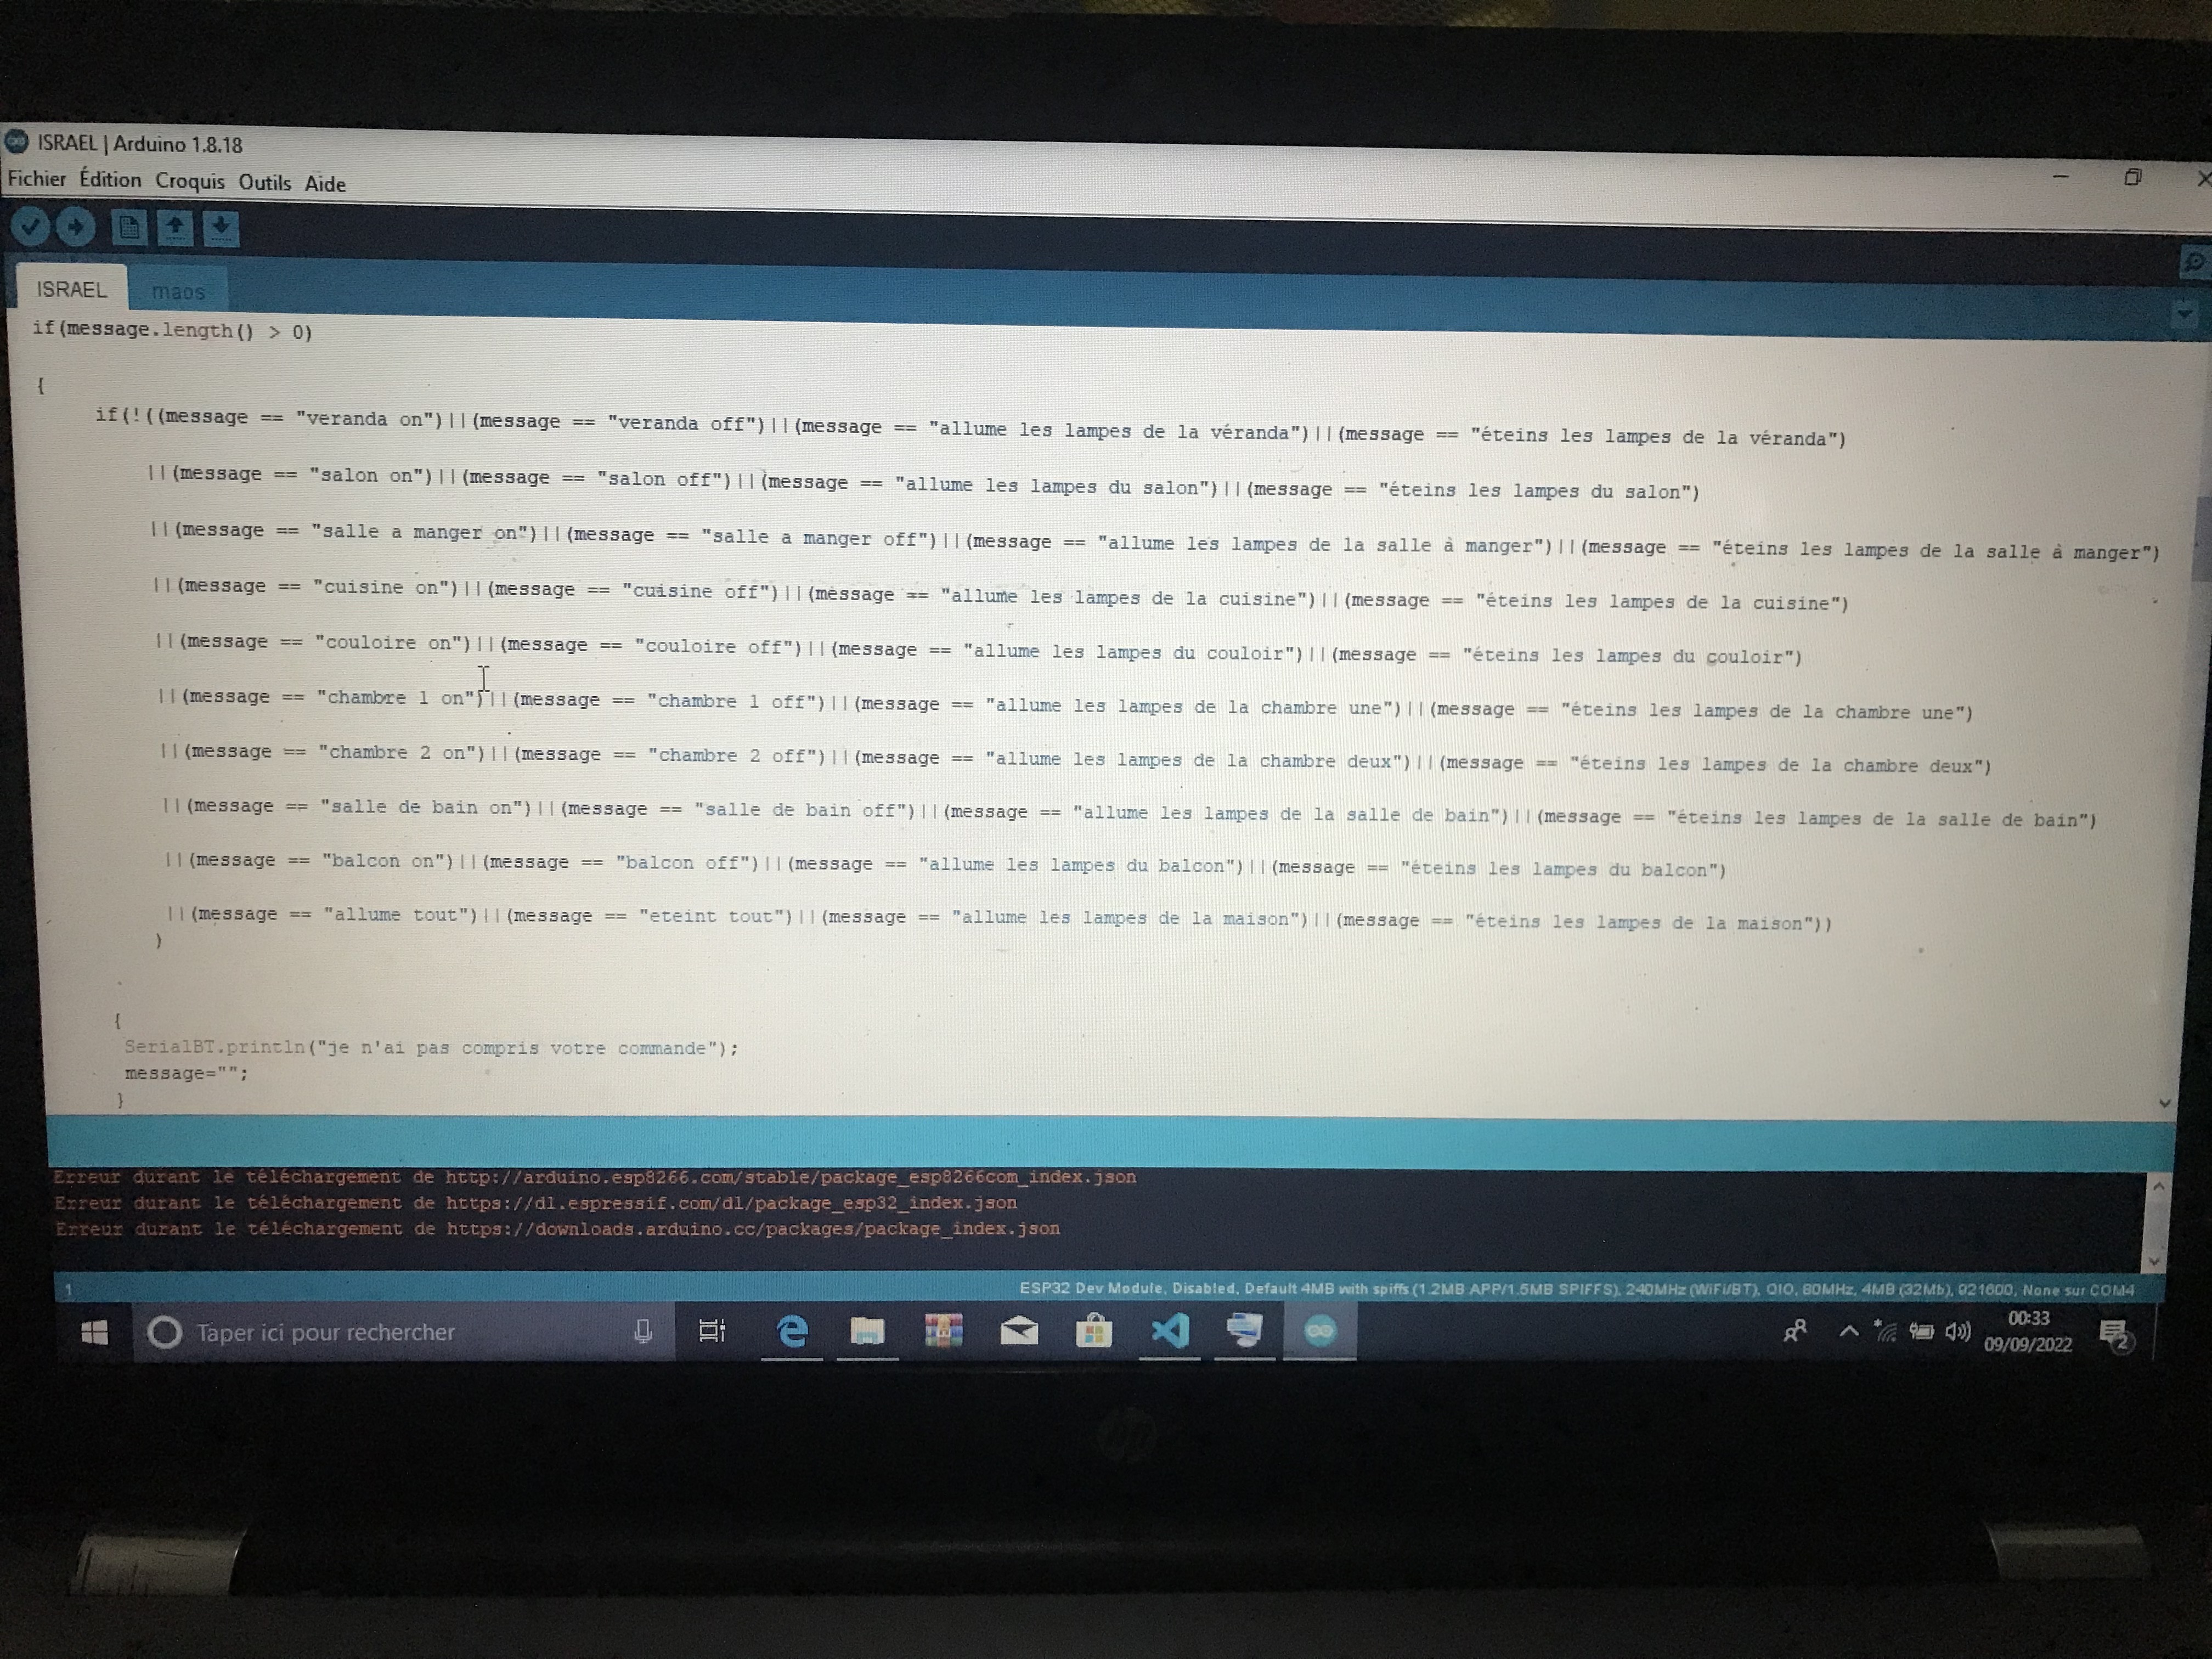 ISRAEL | Arduino 1.8.18
Fichier Édition Croquis Outils Aide
ISRAEL maos
if(message.length() > 0)
{
if(!((message == "veranda on")||(message == "veranda off")||(message == "allume les lampes de la véranda")||(message == "éteins les lampes de la véranda")
||(message == "salon on")||(message == "salon off")||(message == "allume les lampes du salon")||(message == "éteins les lampes du salon")
||(message == "salle a manger on")||(message == "salle a manger off")||(message == "allume les lampes de la salle à manger")||(message == "éteins les lampes de la salle à manger")
||(message == "cuisine on")||(message == "cuisine off")||(message == "allume les lampes de la cuisine")||(message == "éteins les lampes de la cuisine")
||(message == "couloire on")||(message == "couloire off")||(message == "allume les lampes du couloir")||(message == "éteins les lampes du couloir")
||(message == "chambre 1 on")||(message == "chambre 1 off")||(message == "allume les lampes de la chambre une")||(message == "éteins les lampes de la chambre une")
||(message == "chambre 2 on")||(message == "chambre 2 off")||(message == "allume les lampes de la chambre deux")||(message == "éteins les lampes de la chambre deux")
||(message == "salle de bain on")||(message == "salle de bain off")||(message == "allume les lampes de la salle de bain")||(message == "éteins les lampes de la salle de bain")
||(message == "balcon on")||(message == "balcon off")||(message == "allume les lampes du balcon")||(message == "éteins les lampes du balcon")
||(message == "allume tout")||(message == "eteint tout")||(message == "allume les lampes de la maison")||(message == "éteins les lampes de la maison"))
)
{
SerialBT.println("je n'ai pas compris votre commande");
message="";
}
Erreur durant le téléchargement de http://arduino.esp8266.com/stable/package_esp8266com_index.json
Erreur durant le téléchargement de https://dl.espressif.com/dl/package_esp32_index.json
Erreur durant le téléchargement de https://downloads.arduino.cc/packages/package_index.json
1 ESP32 Dev Module, Disabled, Default 4MB with spiffs (1.2MB APP/1.5MB SPIFFS), 240MHz (WiFi/BT), QIO, 80MHz, 4MB (32Mb), 921600, None sur COM4
Taper ici pour rechercher
00:33
09/09/2022
2
hp